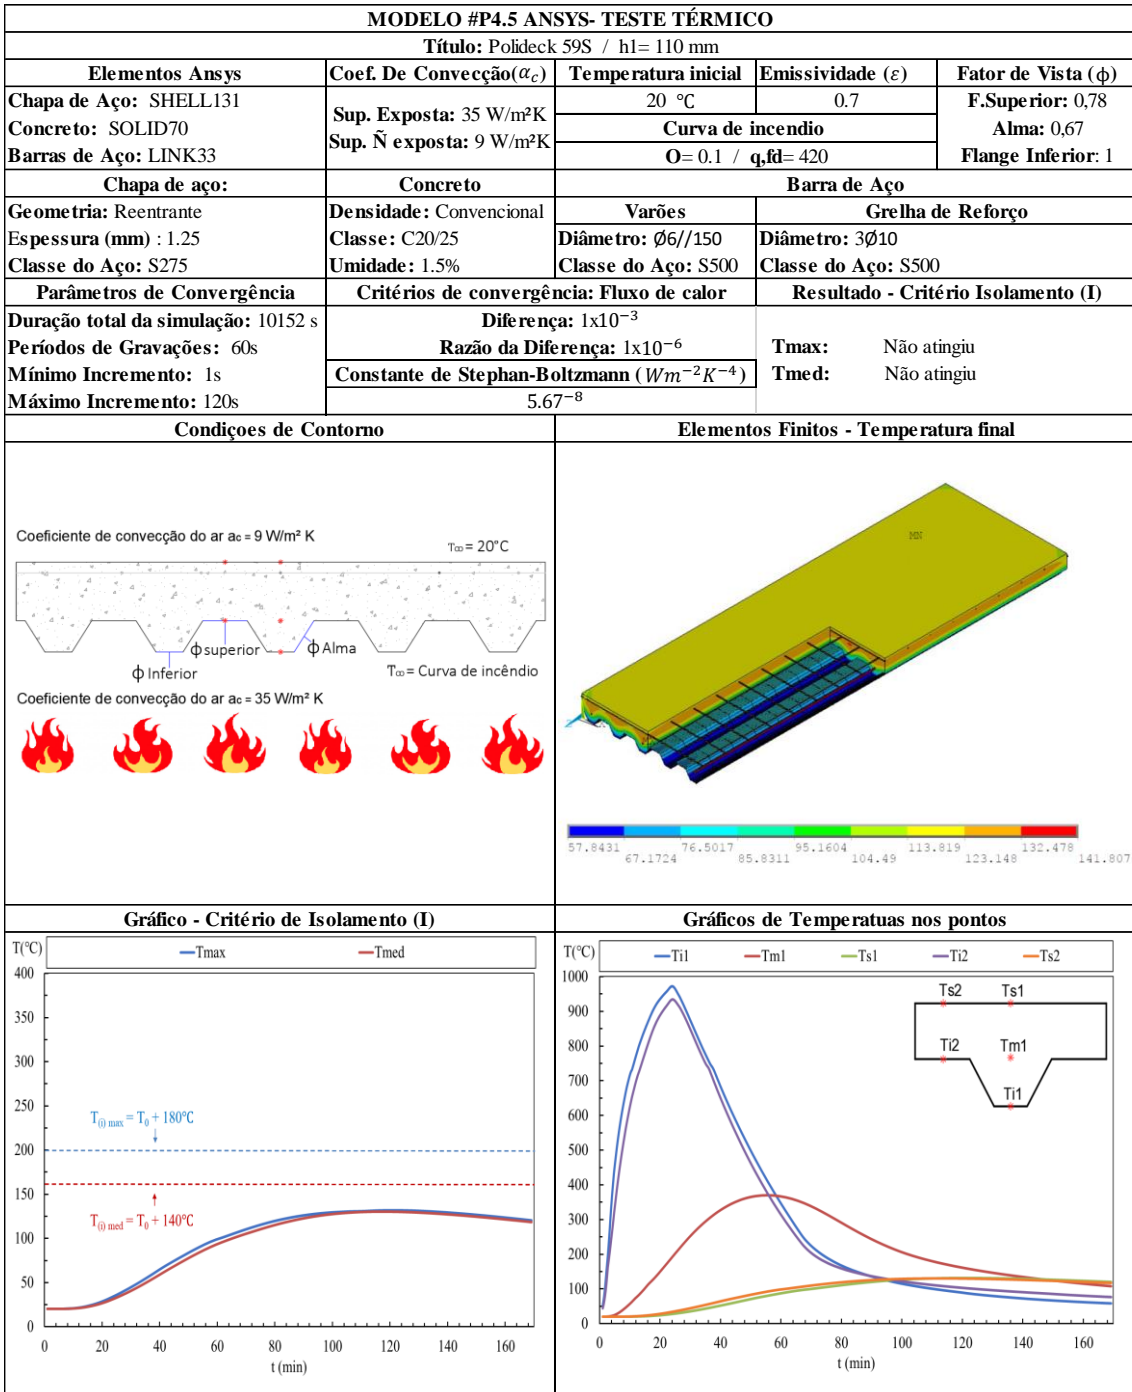 MODELO #P4.5 ANSYS- TESTE TÉRMICO
Título: Polideck 59S / h1= 110 mm
Elementos Ansys
Coef. De Convecção(αc)
Temperatura inicial
Emissividade (ε)
Fator de Vista (ϕ)
Chapa de Aço: SHELL131
Concreto: SOLID70
Barras de Aço: LINK33
Sup. Exposta: 35 W/m²K
Sup. Ñ exposta: 9 W/m²K
20 °C
0.7
Curva de incendio
O= 0.1 / q,fd= 420
F.Superior: 0,78
Alma: 0,67
Flange Inferior: 1
Chapa de aço:
Concreto
Barra de Aço
Geometria: Reentrante
Espessura (mm) : 1.25
Classe do Aço: S275
Densidade: Convencional
Classe: C20/25
Umidade: 1.5%
Varões
Diâmetro: Ø6//150
Classe do Aço: S500
Grelha de Reforço
Diâmetro: 3Ø10
Classe do Aço: S500
Parâmetros de Convergência
Critérios de convergência: Fluxo de calor
Resultado - Critério Isolamento (I)
Duração total da simulação: 10152 s
Períodos de Gravações: 60s
Mínimo Incremento: 1s
Máximo Incremento: 120s
Diferença: 1x10⁻³
Razão da Diferença: 1x10⁻⁶
Constante de Stephan-Boltzmann (Wm⁻²K⁻⁴)
5.67⁻⁸
Tmax: Não atingiu
Tmed: Não atingiu
Condiçoes de Contorno
Elementos Finitos - Temperatura final
Coeficiente de convecção do ar ac = 9 W/m² K
T∞ = 20°C
ϕ superior
ϕ Alma
ϕ Inferior
T∞ = Curva de incêndio
Coeficiente de convecção do ar ac = 35 W/m² K
MN
57.8431 76.5017 95.1604 113.819 132.478
67.1724 85.8311 104.49 123.148 141.807
Gráfico - Critério de Isolamento (I)
Gráficos de Temperatuas nos pontos
T(°C)
Tmax Tmed
400
350
300
250
200
150
100
50
0
T(i) max = T0 + 180°C
T(i) med = T0 + 140°C
0 20 40 60 80 100 120 140 160
t (min)
T(°C)
Ti1 Tm1 Ts1 Ti2 Ts2
1000
900
800
700
600
500
400
300
200
100
0
Ts2 Ts1
Ti2 Tm1
Ti1
0 20 40 60 80 100 120 140 160
t (min)